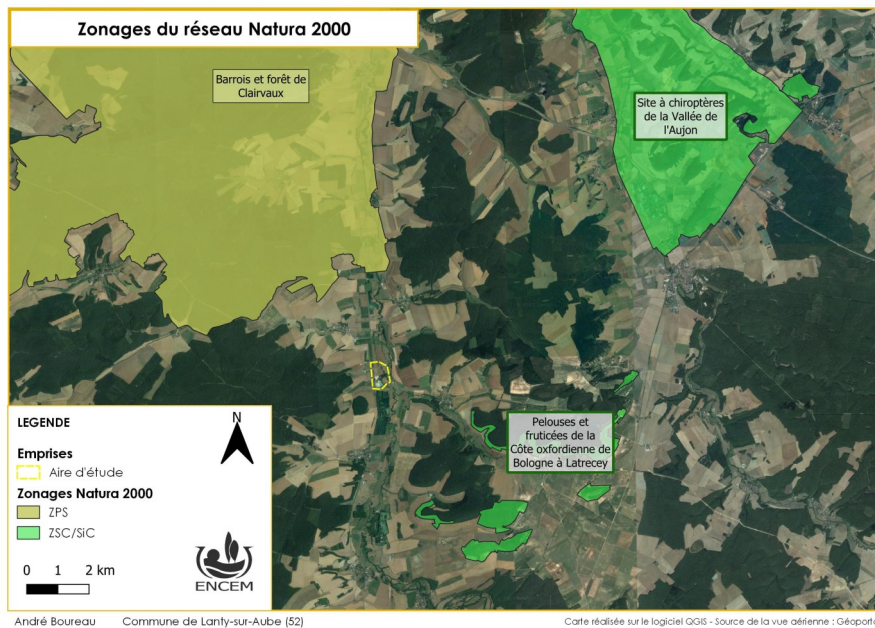 Zonages du réseau Natura 2000
Barrois et forêt de
Clairvaux
Site à chiroptères
de la Vallée de
l'Aujon
Pelouses et
fruticées de la
Côte oxfordienne de
Bologne à Latrecey
LEGENDE
N
Emprises
Aire d'étude
Zonages Natura 2000
ZPS
ZSC/SiC
0 1 2 km
ENCEM
André Boureau Commune de Lanty-sur-Aube (52) Carte réalisée sur le logiciel QGIS - Source de la vue aérienne : Géoporta